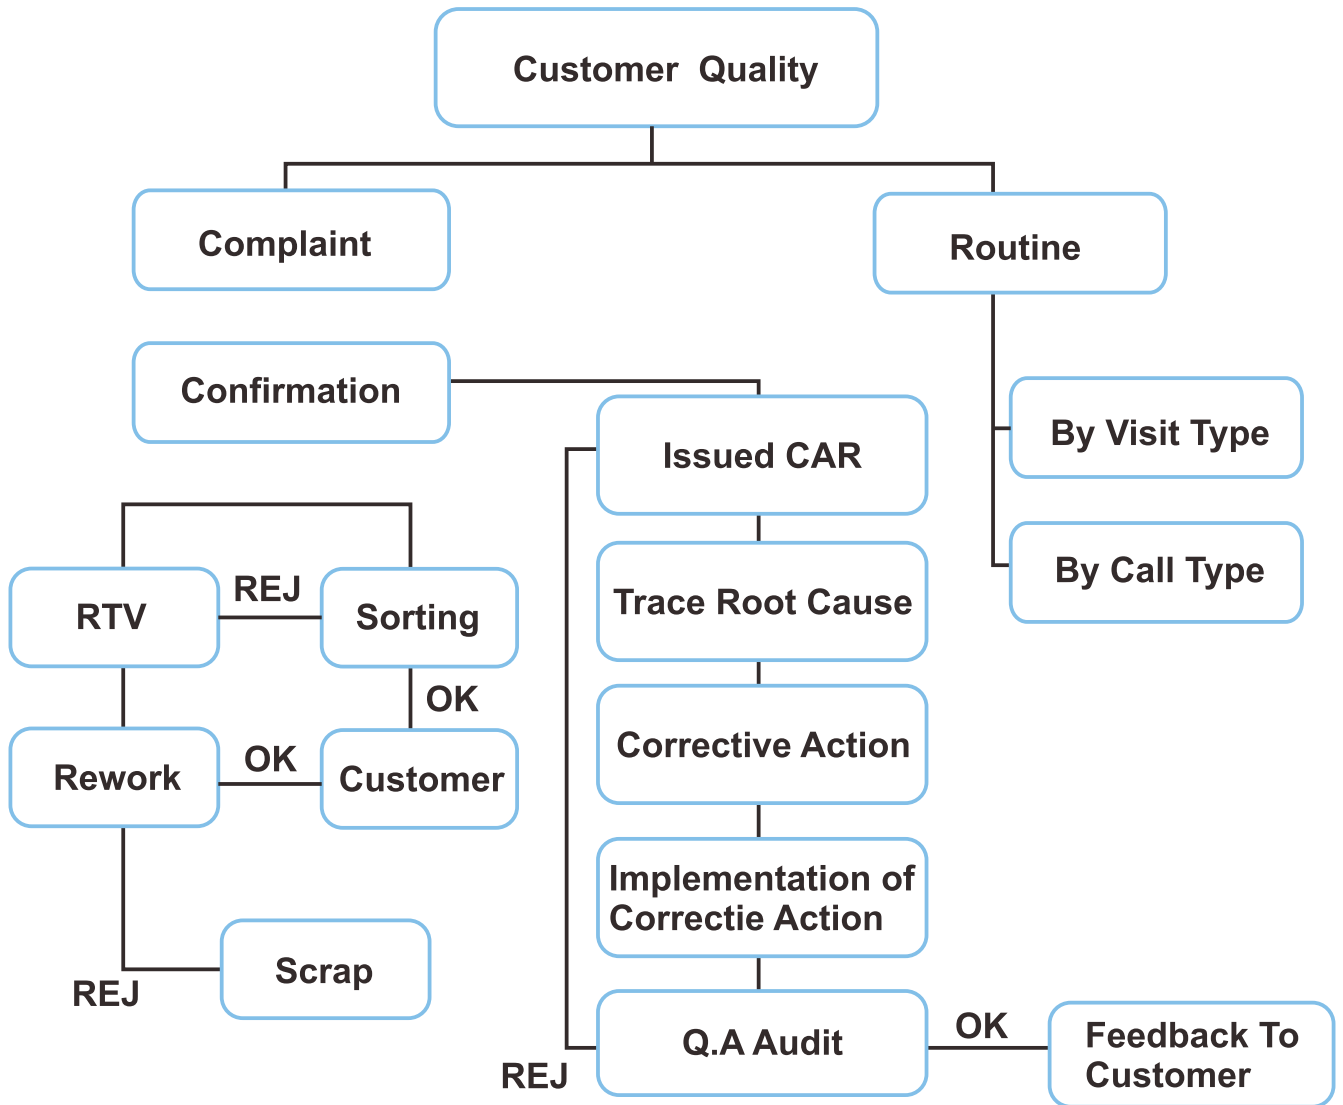 Customer Quality
Complaint
Routine
Confirmation
Issued CAR
By Visit Type
By Call Type
RTV
REJ
Sorting
Trace Root Cause
OK
Corrective Action
Rework
OK
Customer
Implementation of
Correctie Action
Scrap
REJ
Q.A Audit
REJ
OK
Feedback To
Customer